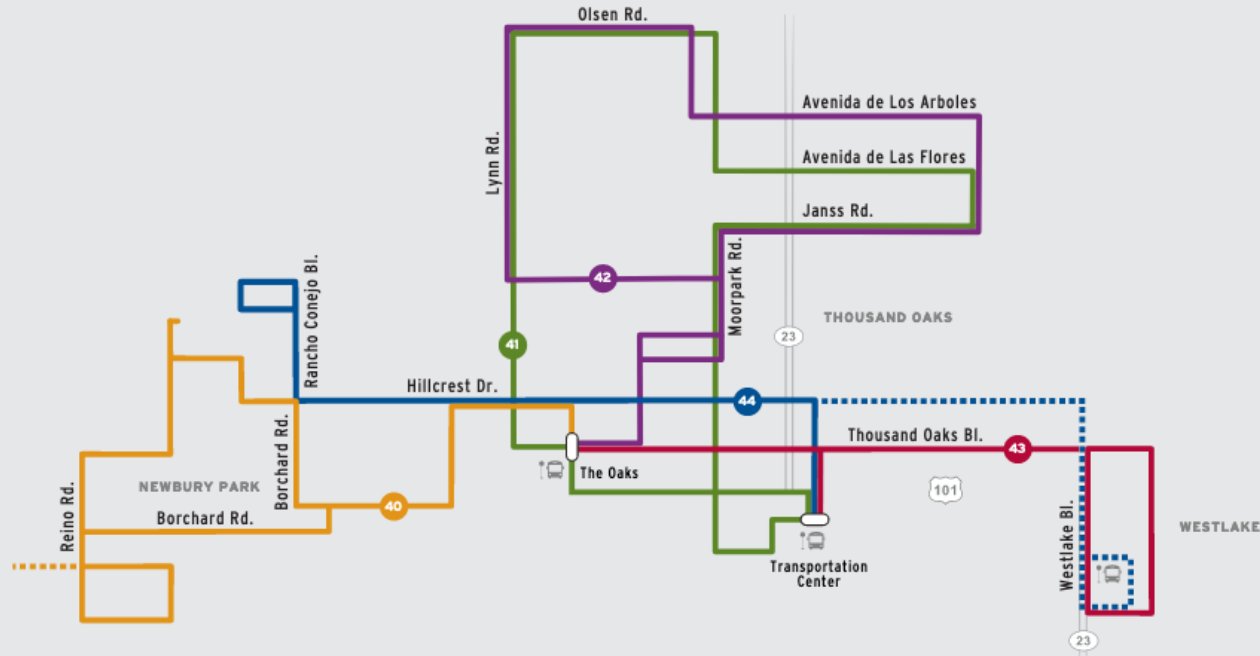 Olsen Rd.
Avenida de Los Arboles
Lynn Rd.
Avenida de Las Flores
Janss Rd.
Moorpark Rd.
42
Rancho Conejo Bl.
THOUSAND OAKS
23
41
Hillcrest Dr.
44
Borchard Rd.
Thousand Oaks Bl.
43
The Oaks
NEWBURY PARK
101
40
Reino Rd.
Borchard Rd.
Westlake Bl.
WESTLAKE
Transportation
Center
23